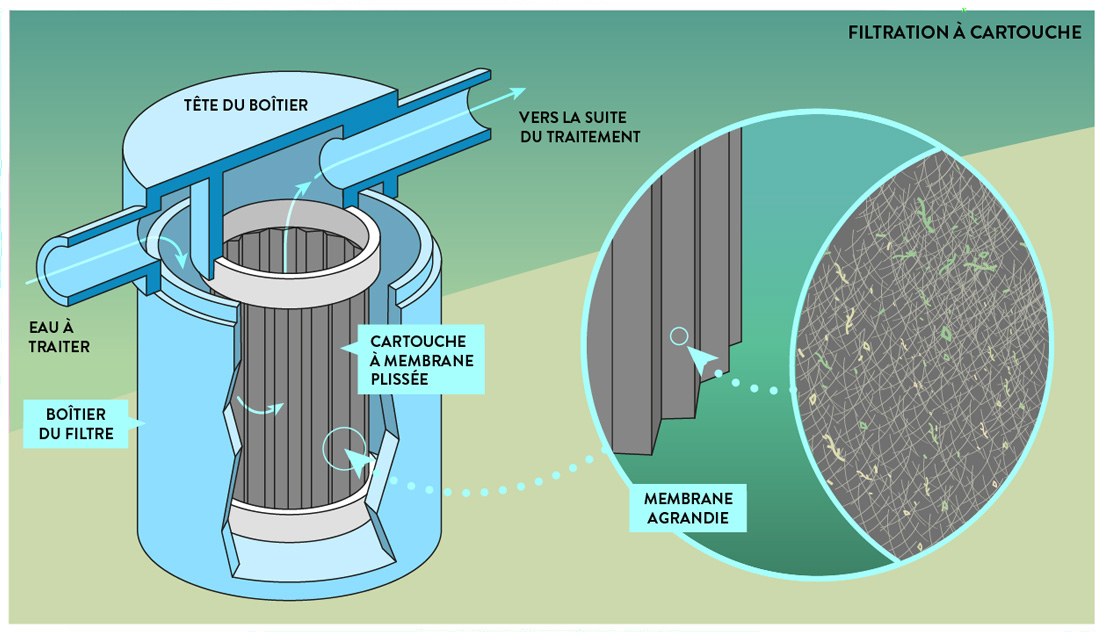 FILTRATION À CARTOUCHE
TÊTE DU BOÎTIER
VERS LA SUITE
DU TRAITEMENT
EAU À
TRAITER
CARTOUCHE
À MEMBRANE
PLISSÉE
BOÎTIER
DU FILTRE
MEMBRANE
AGRANDIE